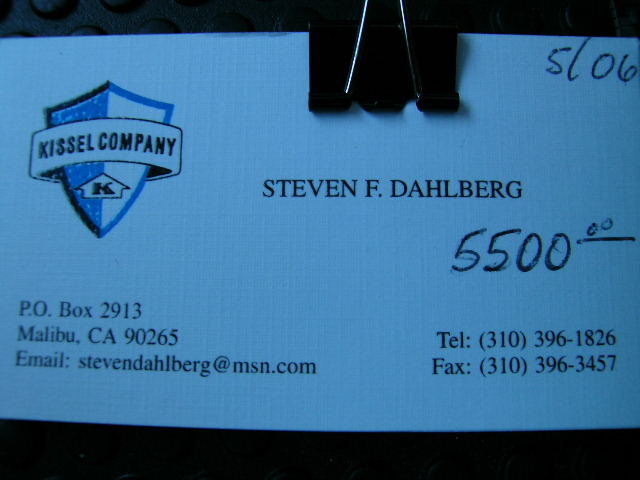 5/06
KISSEL COMPANY
K
STEVEN F. DAHLBERG
5500.00
P.O. Box 2913
Malibu, CA 90265
Email: stevendahlberg@msn.com
Tel: (310) 396-1826
Fax: (310) 396-3457